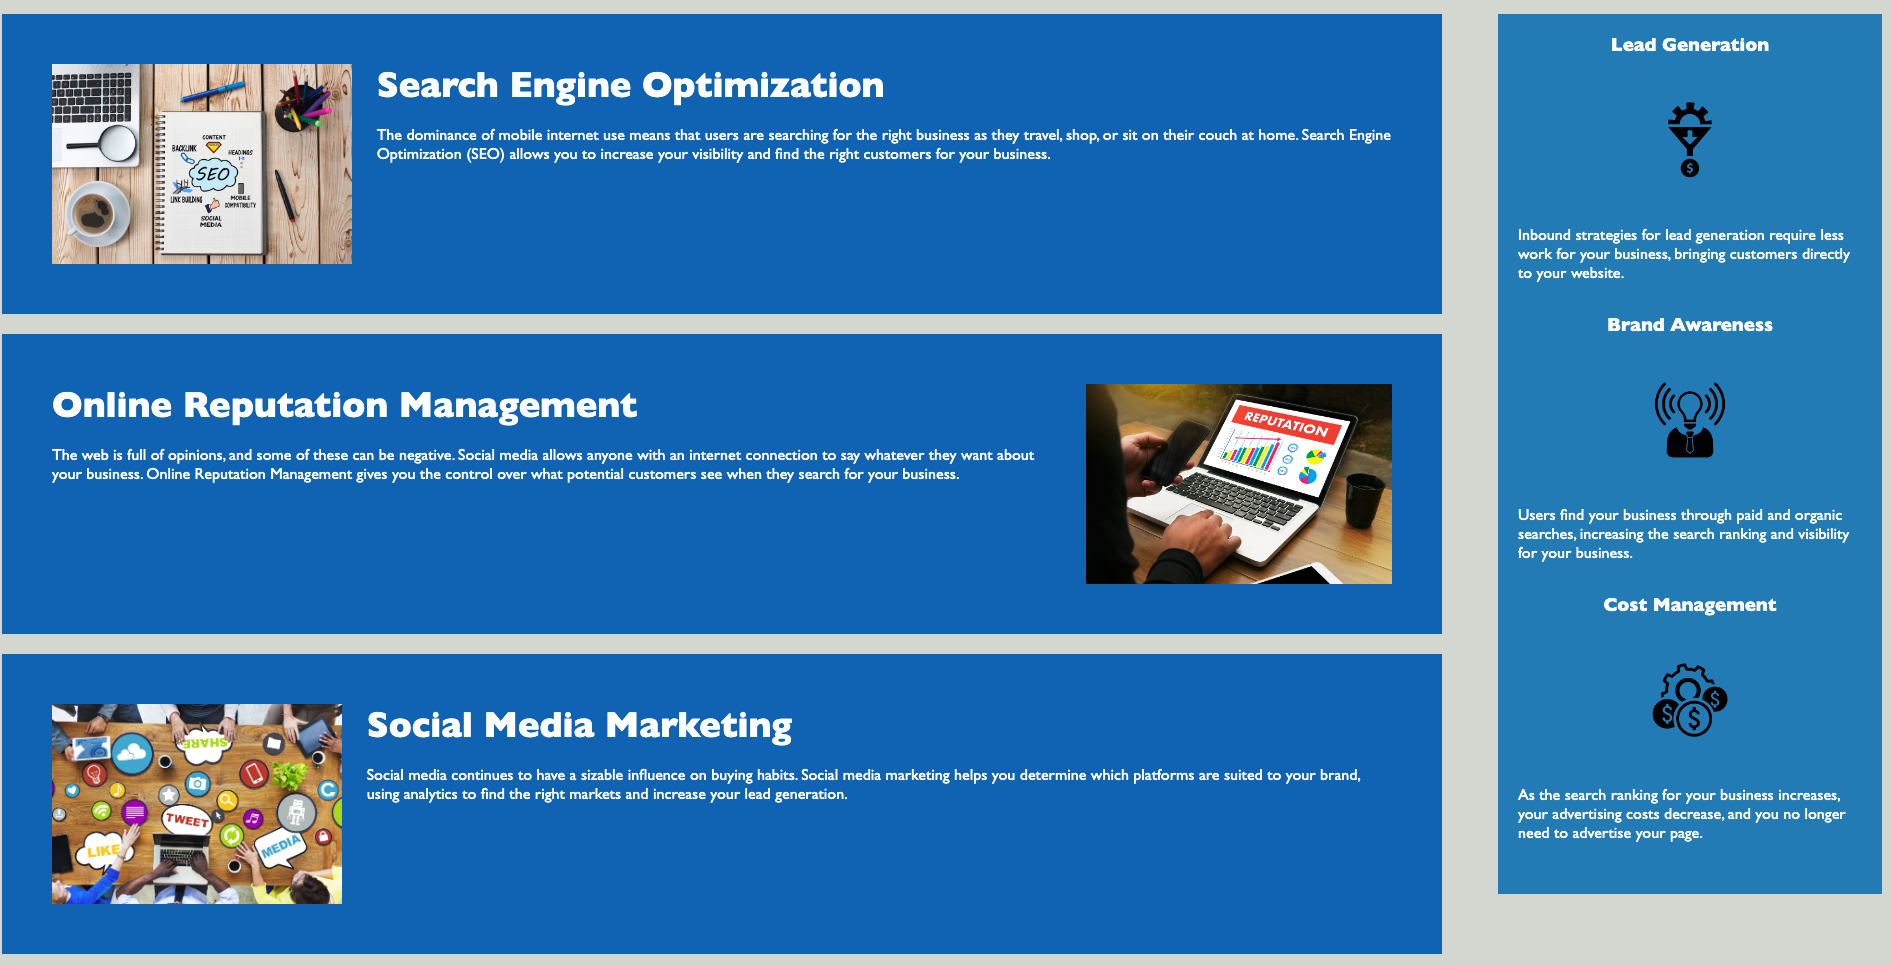 Search Engine Optimization
The dominance of mobile internet use means that users are searching for the right business as they travel, shop, or sit on their couch at home. Search Engine
Optimization (SEO) allows you to increase your visibility and find the right customers for your business.
CONTENT
BACKLINK
HEADINGS
SEO
LINK BUILDING
MOBILE
COMPATIBILITY
SOCIAL
MEDIA
Online Reputation Management
The web is full of opinions, and some of these can be negative. Social media allows anyone with an internet connection to say whatever they want about
your business. Online Reputation Management gives you the control over what potential customers see when they search for your business.
REPUTATION
Social Media Marketing
Social media continues to have a sizable influence on buying habits. Social media marketing helps you determine which platforms are suited to your brand,
using analytics to find the right markets and increase your lead generation.
SHARE
TWEET
LIKE
MEDIA
Lead Generation
$
Inbound strategies for lead generation require less
work for your business, bringing customers directly
to your website.
Brand Awareness
Users find your business through paid and organic
searches, increasing the search ranking and visibility
for your business.
Cost Management
$
$
$
As the search ranking for your business increases,
your advertising costs decrease, and you no longer
need to advertise your page.